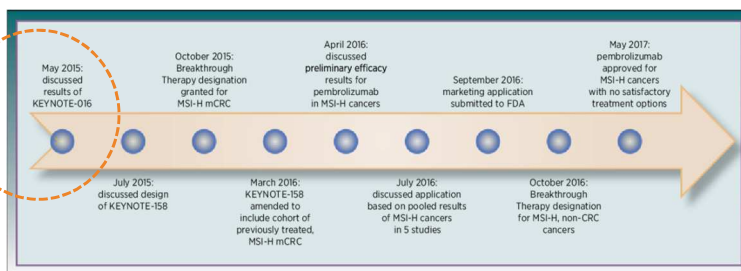 May 2015:
discussed
results of
KEYNOTE-016
July 2015:
discussed design
of KEYNOTE-158
October 2015:
Breakthrough
Therapy designation
granted for
MSI-H mCRC
March 2016:
KEYNOTE-158
amended to
include cohort of
previously treated,
MSI-H mCRC
April 2016:
discussed
preliminary efficacy
results for
pembrolizumab
in MSI-H cancers
July 2016:
discussed application
based on pooled results
of MSI-H cancers
in 5 studies
September 2016:
marketing application
submitted to FDA
October 2016:
Breakthrough
Therapy designation
for MSI-H, non-CRC
cancers
May 2017:
pembrolizumab
approved for
MSI-H cancers
with no satisfactory
treatment options